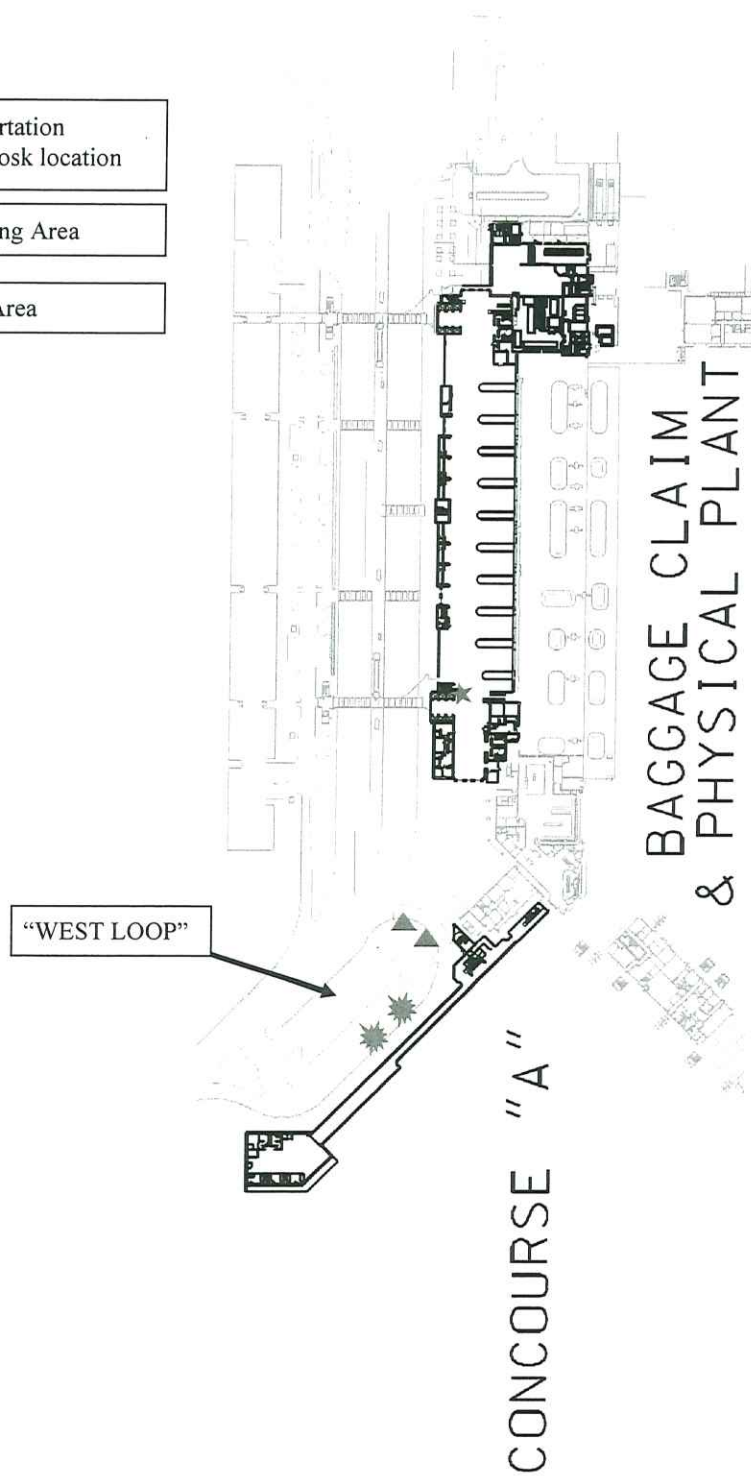 rtation
osk location
ng Area
Area
"WEST LOOP"
BAGGAGE CLAIM
& PHYSICAL PLANT
CONCOURSE "A"